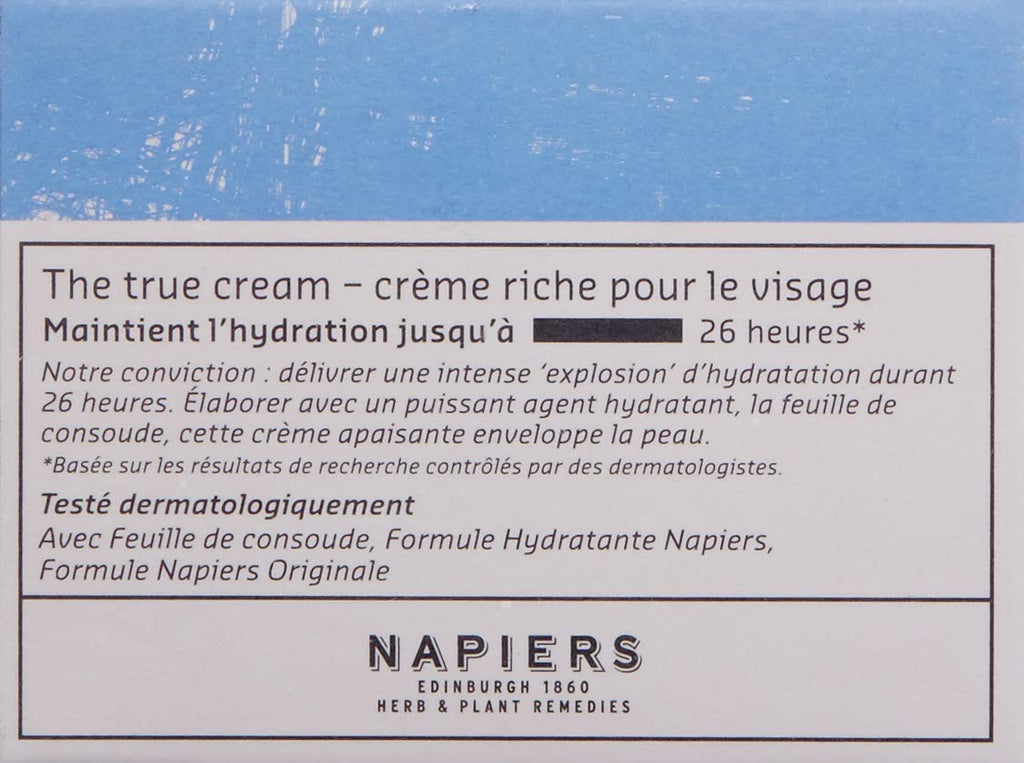 The true cream – crème riche pour le visage
Maintient l'hydration jusqu'à 26 heures*
Notre conviction : délivrer une intense 'explosion' d'hydratation durant
26 heures. Élaborer avec un puissant agent hydratant, la feuille de
consoude, cette crème apaisante enveloppe la peau.
*Basée sur les résultats de recherche contrôlés par des dermatologistes.
Testé dermatologiquement
Avec Feuille de consoude, Formule Hydratante Napiers,
Formule Napiers Originale
NAPIERS
EDINBURGH 1860
HERB & PLANT REMEDIES